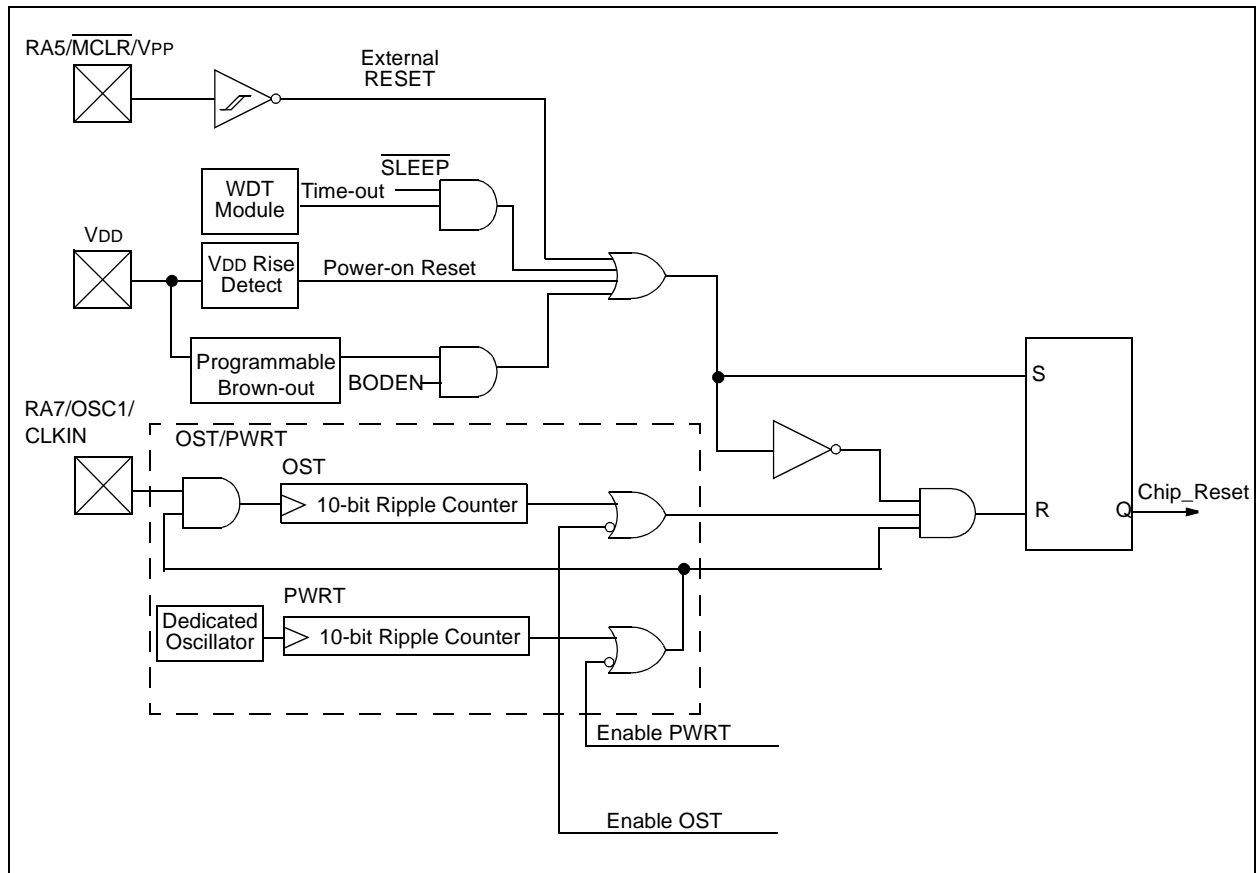 RA5/MCLR/VPP
External
RESET
SLEEP
WDT
Module
Time-out
VDD
VDD Rise
Detect
Power-on Reset
Programmable
Brown-out
BODEN
S
RA7/OSC1/
CLKIN
OST/PWRT
OST
10-bit Ripple Counter
Chip_Reset
R
Q
PWRT
Dedicated
Oscillator
10-bit Ripple Counter
Enable PWRT
Enable OST